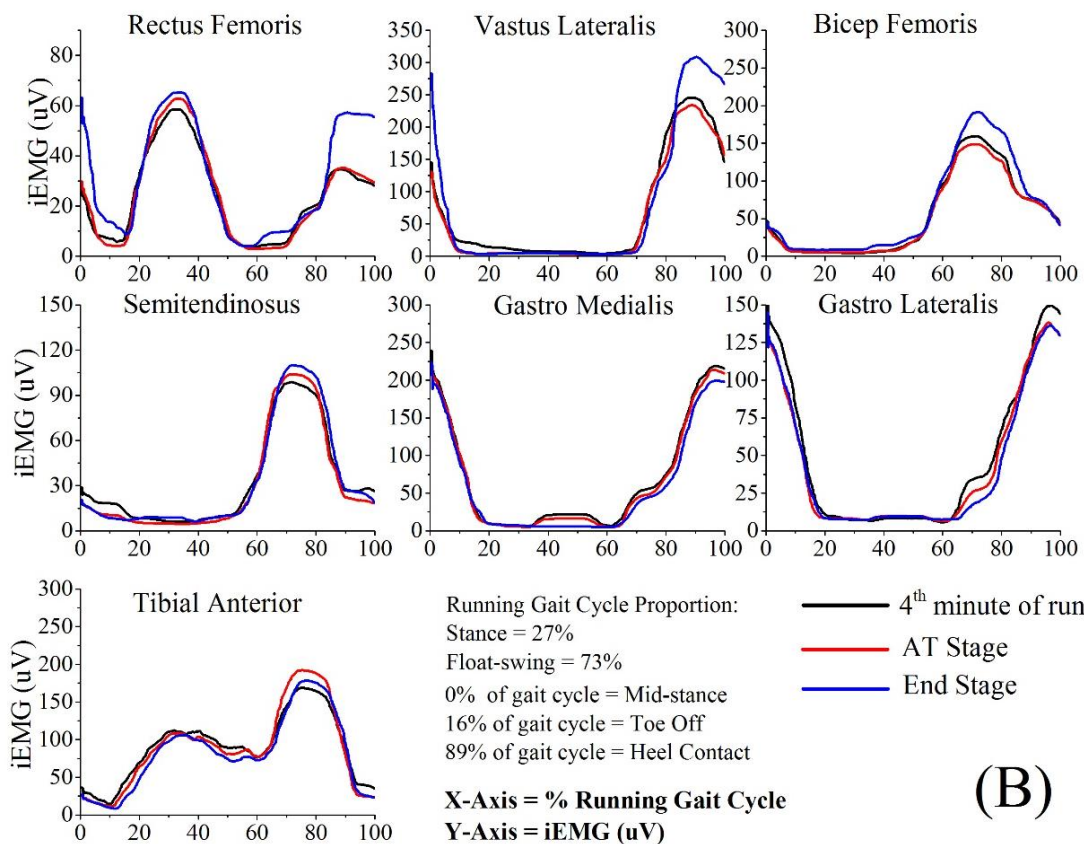 Rectus Femoris
Vastus Lateralis
Bicep Femoris
iEMG (uV)
80
60
40
20
0
0 20 40 60 80 100
350
300
250
200
150
100
50
0
0 20 40 60 80 100
300
250
200
150
100
50
0
0 20 40 60 80 100
Semitendinosus
Gastro Medialis
Gastro Lateralis
iEMG (uV)
150
120
90
60
30
0
0 20 40 60 80 100
300
250
200
150
100
50
0
0 20 40 60 80 100
150
125
100
75
50
25
0
0 20 40 60 80 100
Tibial Anterior
iEMG (uV)
300
250
200
150
100
50
0
0 20 40 60 80 100
Running Gait Cycle Proportion:
Stance = 27%
Float-swing = 73%
0% of gait cycle = Mid-stance
16% of gait cycle = Toe Off
89% of gait cycle = Heel Contact
X-Axis = % Running Gait Cycle
Y-Axis = iEMG (uV)
4th minute of run
AT Stage
End Stage
(B)